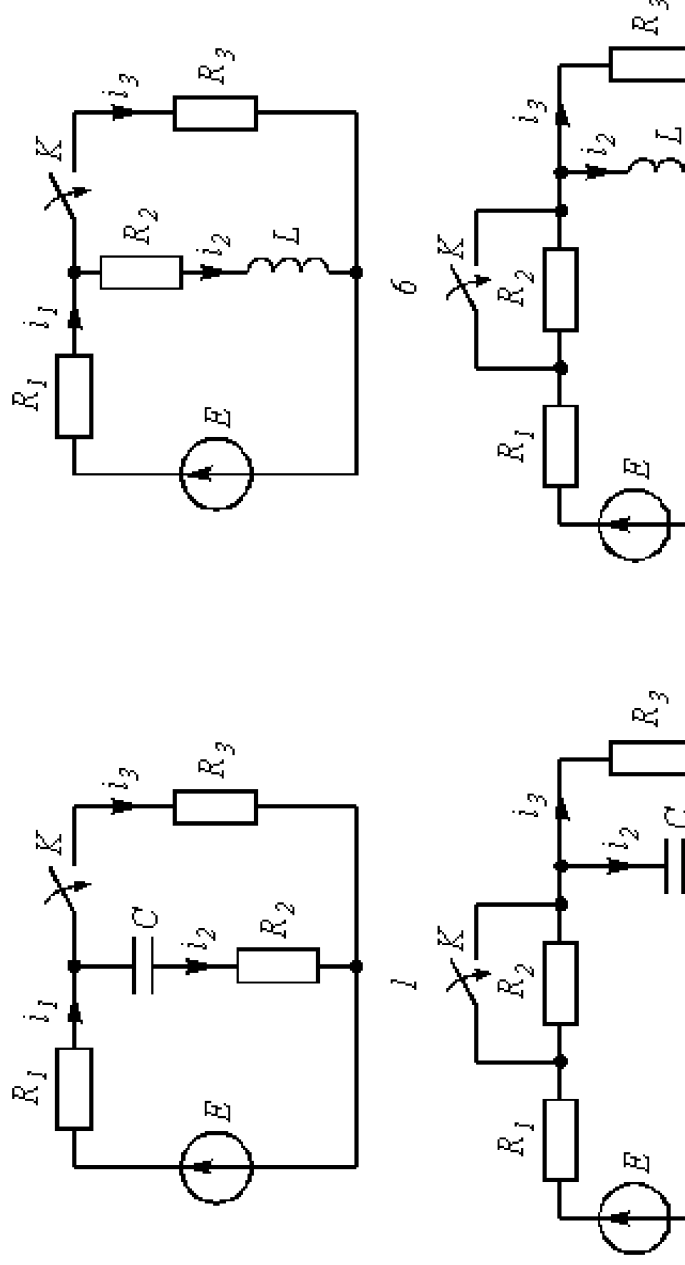 R₁
i₁
K
C
i₃
i₂
R₃
E
R₂
1
R₁
i₁
K
R₂
i₃
i₂
R₃
E
L
6
K
R₁
R₂
i₃
i₂
E
R₃
C
K
R₁
R₂
i₃
i₂
E
R₃
L